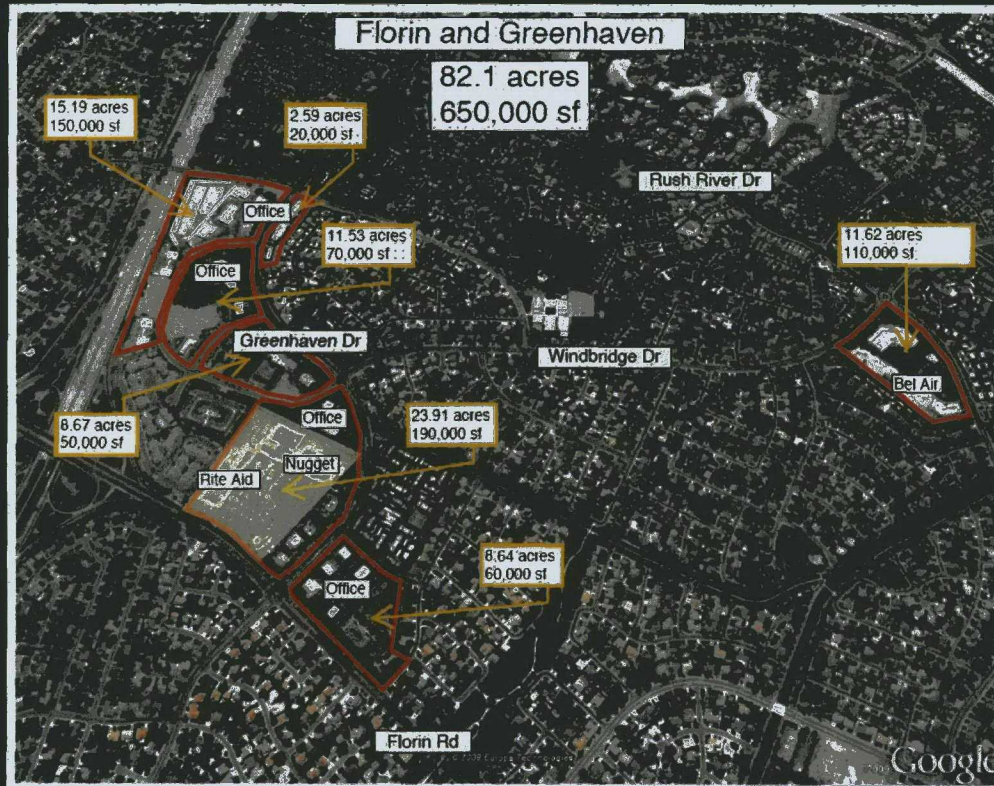 Florin and Greenhaven
82.1 acres
650,000 sf
15.19 acres
150,000 sf
2.59 acres
20,000 sf
Rush River Dr
Office
11.53 acres
70,000 sf
11.62 acres
110,000 sf
Office
Greenhaven Dr
Windbridge Dr
Bel Air
8.67 acres
50,000 sf
Office
23.91 acres
190,000 sf
Nugget
Rite Aid
8.64 acres
60,000 sf
Office
Florin Rd
Google